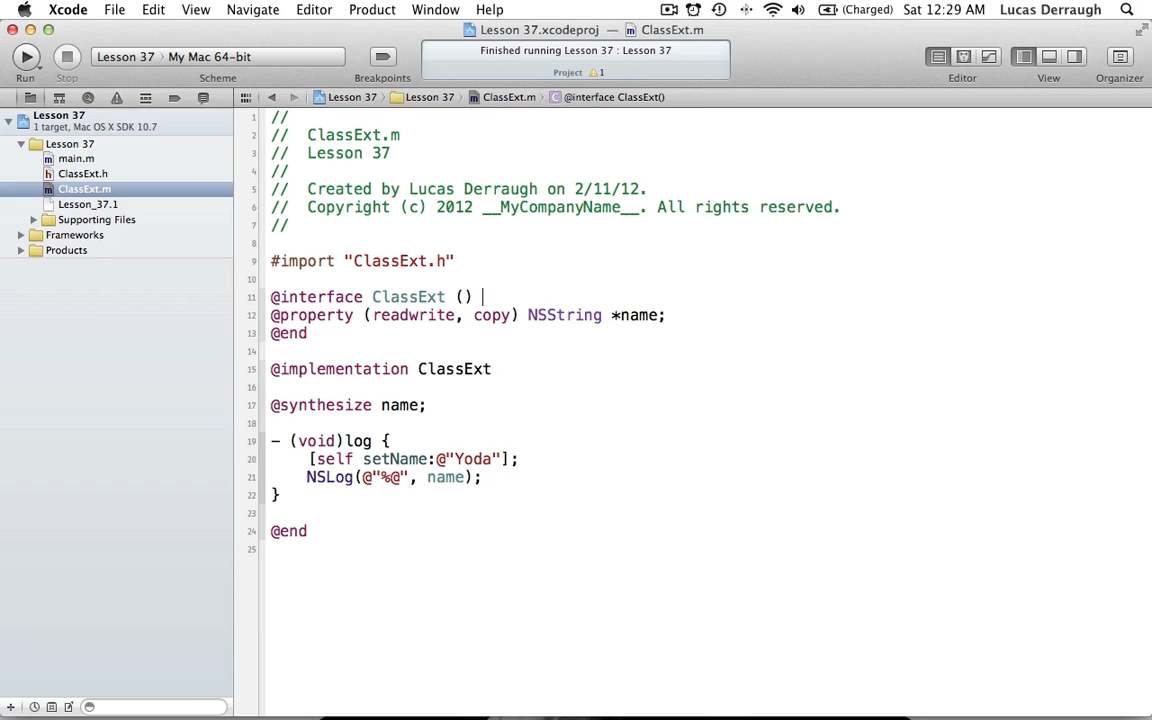 Xcode File Edit View Navigate Editor Product Window Help (Charged) Sat 12:29 AM Lucas Derraugh
Lesson 37.xcodeproj — ClassExt.m
Run Stop Lesson 37 › My Mac 64-bit Finished running Lesson 37 : Lesson 37
Scheme Breakpoints Project 1 Editor View Organizer
Lesson 37 Lesson 37 ClassExt.m @interface ClassExt()
Lesson 37
1 target, Mac OS X SDK 10.7
Lesson 37
main.m
ClassExt.h
ClassExt.m
Lesson_37.1
Supporting Files
Frameworks
Products
1 //
2 //  ClassExt.m
3 //  Lesson 37
4 //
5 //  Created by Lucas Derraugh on 2/11/12.
6 //  Copyright (c) 2012 __MyCompanyName__. All rights reserved.
7 //
8
9 #import "ClassExt.h"
10
11 @interface ClassExt ()
12 @property (readwrite, copy) NSString *name;
13 @end
14
15 @implementation ClassExt
16
17 @synthesize name;
18
19 - (void)log {
20     [self setName:@"Yoda"];
21     NSLog(@"%@", name);
22 }
23
24 @end
25